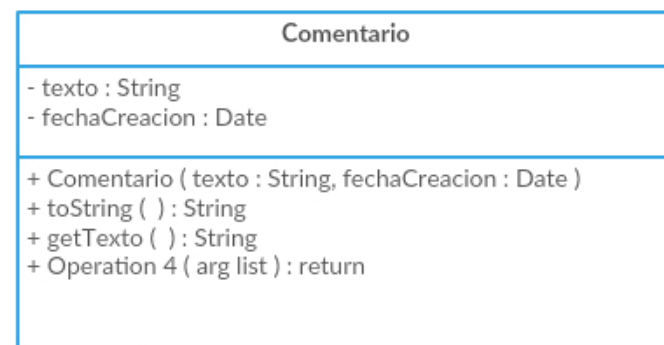 Comentario
- texto : String
- fechaCreacion : Date
+ Comentario ( texto : String, fechaCreacion : Date )
+ toString ( ) : String
+ getTexto ( ) : String
+ Operation 4 ( arg list ) : return